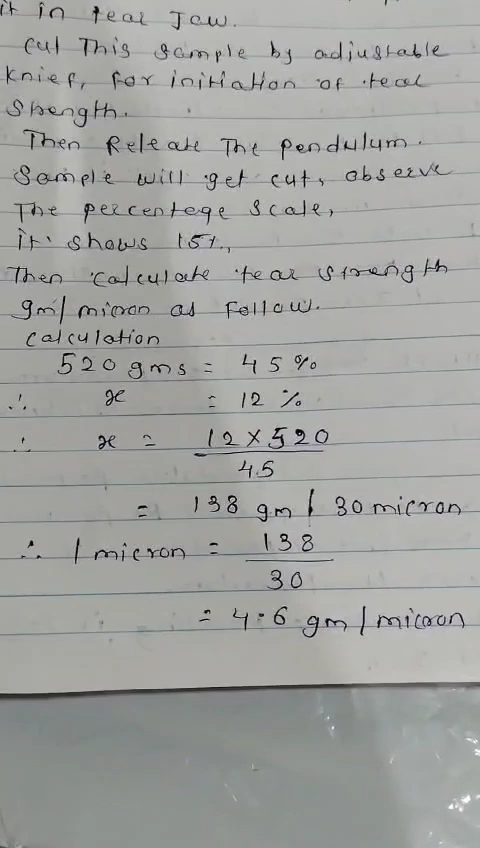 it in tear Jaw.
Cut This sample by adjustable
Knief, for initiation of tear
Strength.
Then Releate The pendulum.
Sample will get cut, observe
The percentege scale,
it shows 15%,
Then calculate tear strength
gm/micron as follow.
Calculation
520 gms = 45%
∴ x = 12 %
∴ x = 12 × 520
45
= 138 gm / 30 micron
∴ 1 micron = 138
30
= 4.6 gm / micron